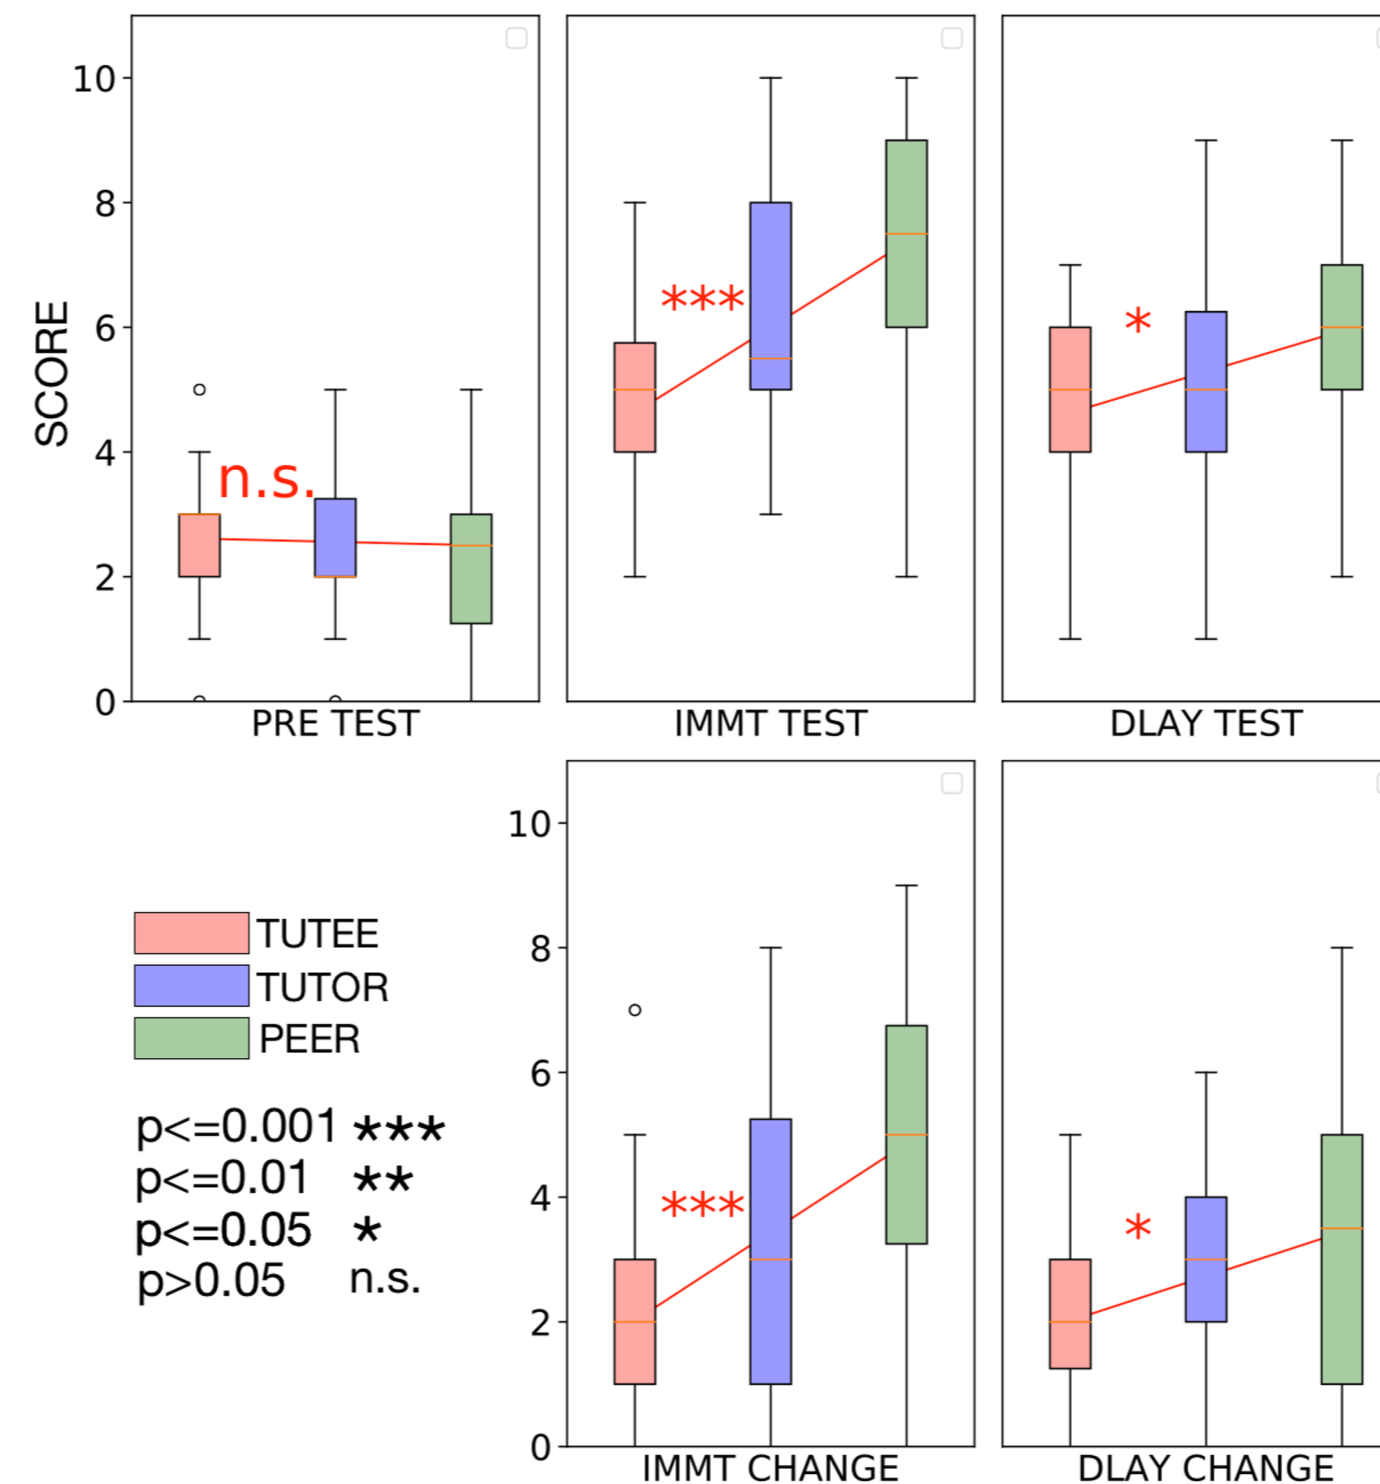 SCORE
10
8
6
4
2
0
n.s.
***
*
PRE TEST
IMMT TEST
DLAY TEST
TUTEE
TUTOR
PEER
p<=0.001 ***
p<=0.01 **
p<=0.05 *
p>0.05 n.s.
10
8
6
4
2
0
***
*
IMMT CHANGE
DLAY CHANGE